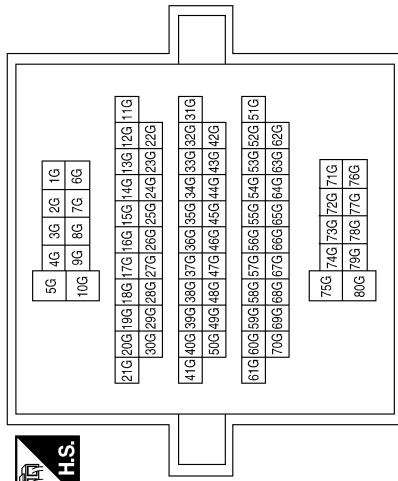 H.S.
5G 4G 3G 2G 1G
10G 9G 8G 7G 6G
21G 20G 19G 18G 17G 16G 15G 14G 13G 12G 11G
30G 29G 28G 27G 26G 25G 24G 23G 22G
41G 40G 39G 38G 37G 36G 35G 34G 33G 32G 31G
50G 49G 48G 47G 46G 45G 44G 43G 42G
61G 60G 59G 58G 57G 56G 55G 54G 53G 52G 51G
70G 69G 68G 67G 66G 65G 64G 63G 62G
75G 74G 73G 72G 71G
80G 79G 78G 77G 76G